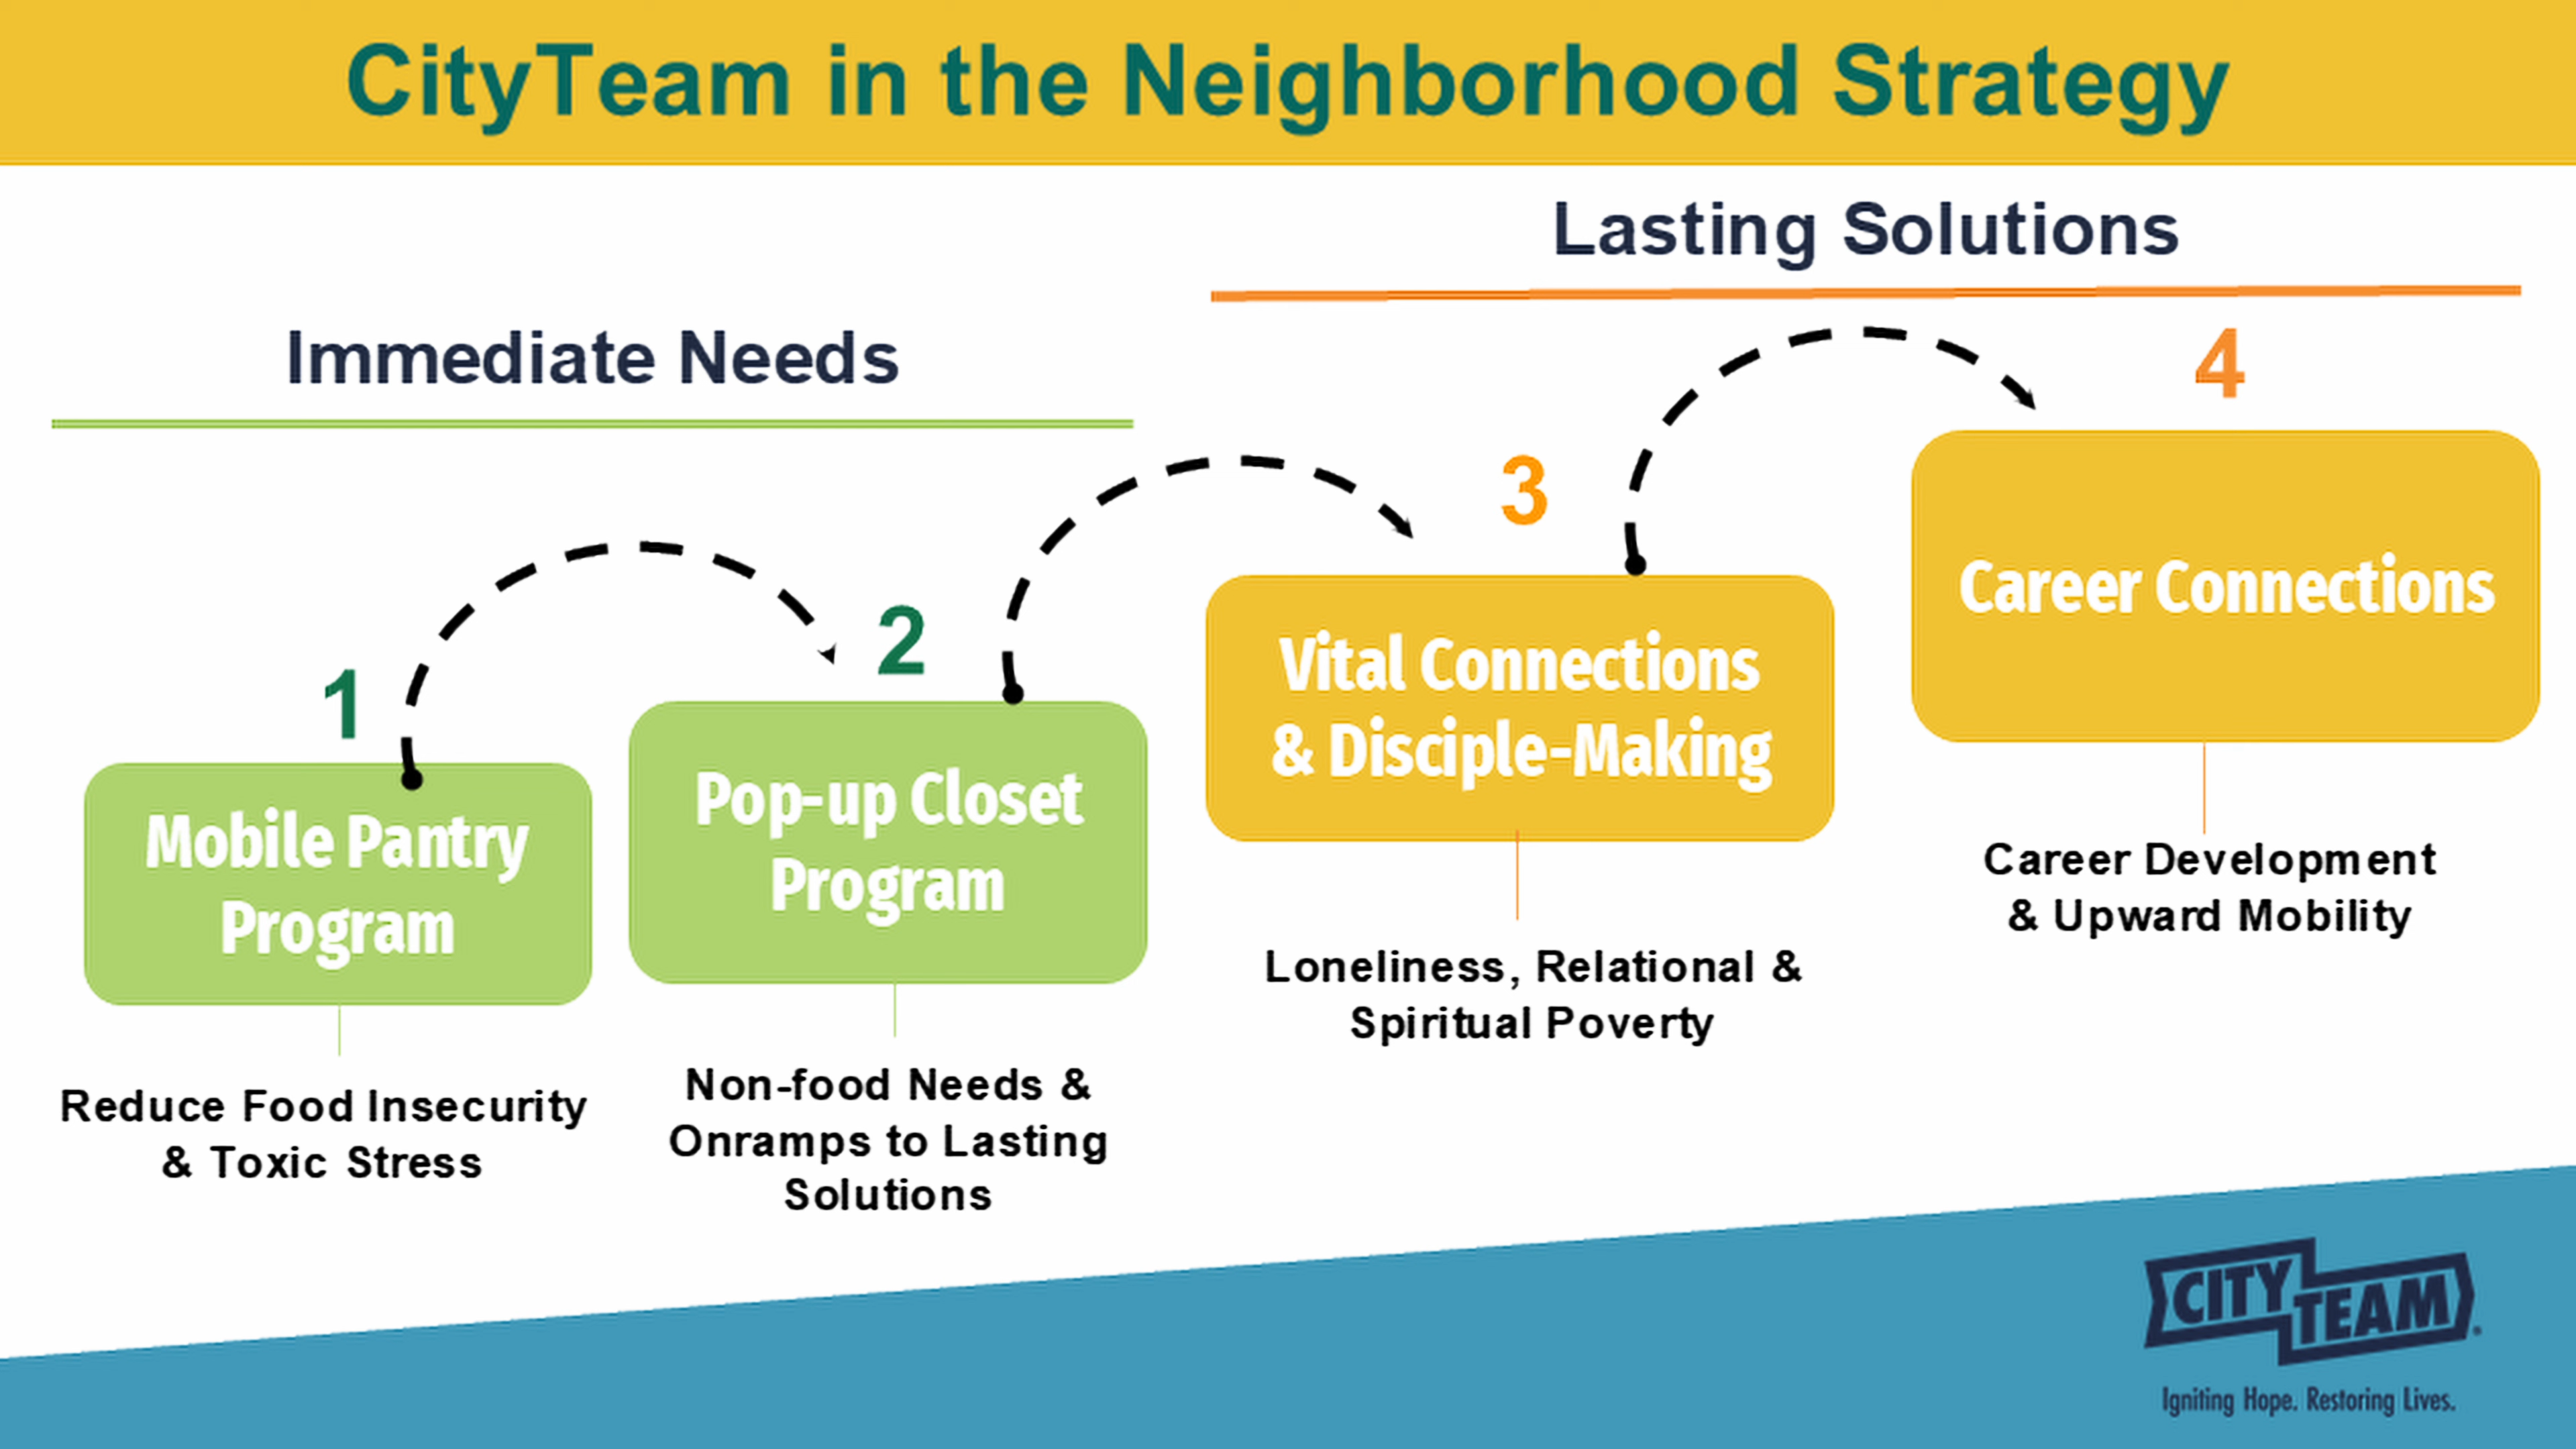 CityTeam in the Neighborhood Strategy
Lasting Solutions
Immediate Needs
1
Mobile Pantry
Program
Reduce Food Insecurity
& Toxic Stress
2
Pop-up Closet
Program
Non-food Needs &
Onramps to Lasting
Solutions
3
Vital Connections
& Disciple-Making
Loneliness, Relational &
Spiritual Poverty
4
Career Connections
Career Development
& Upward Mobility
CITY
TEAM®
Igniting Hope. Restoring Lives.